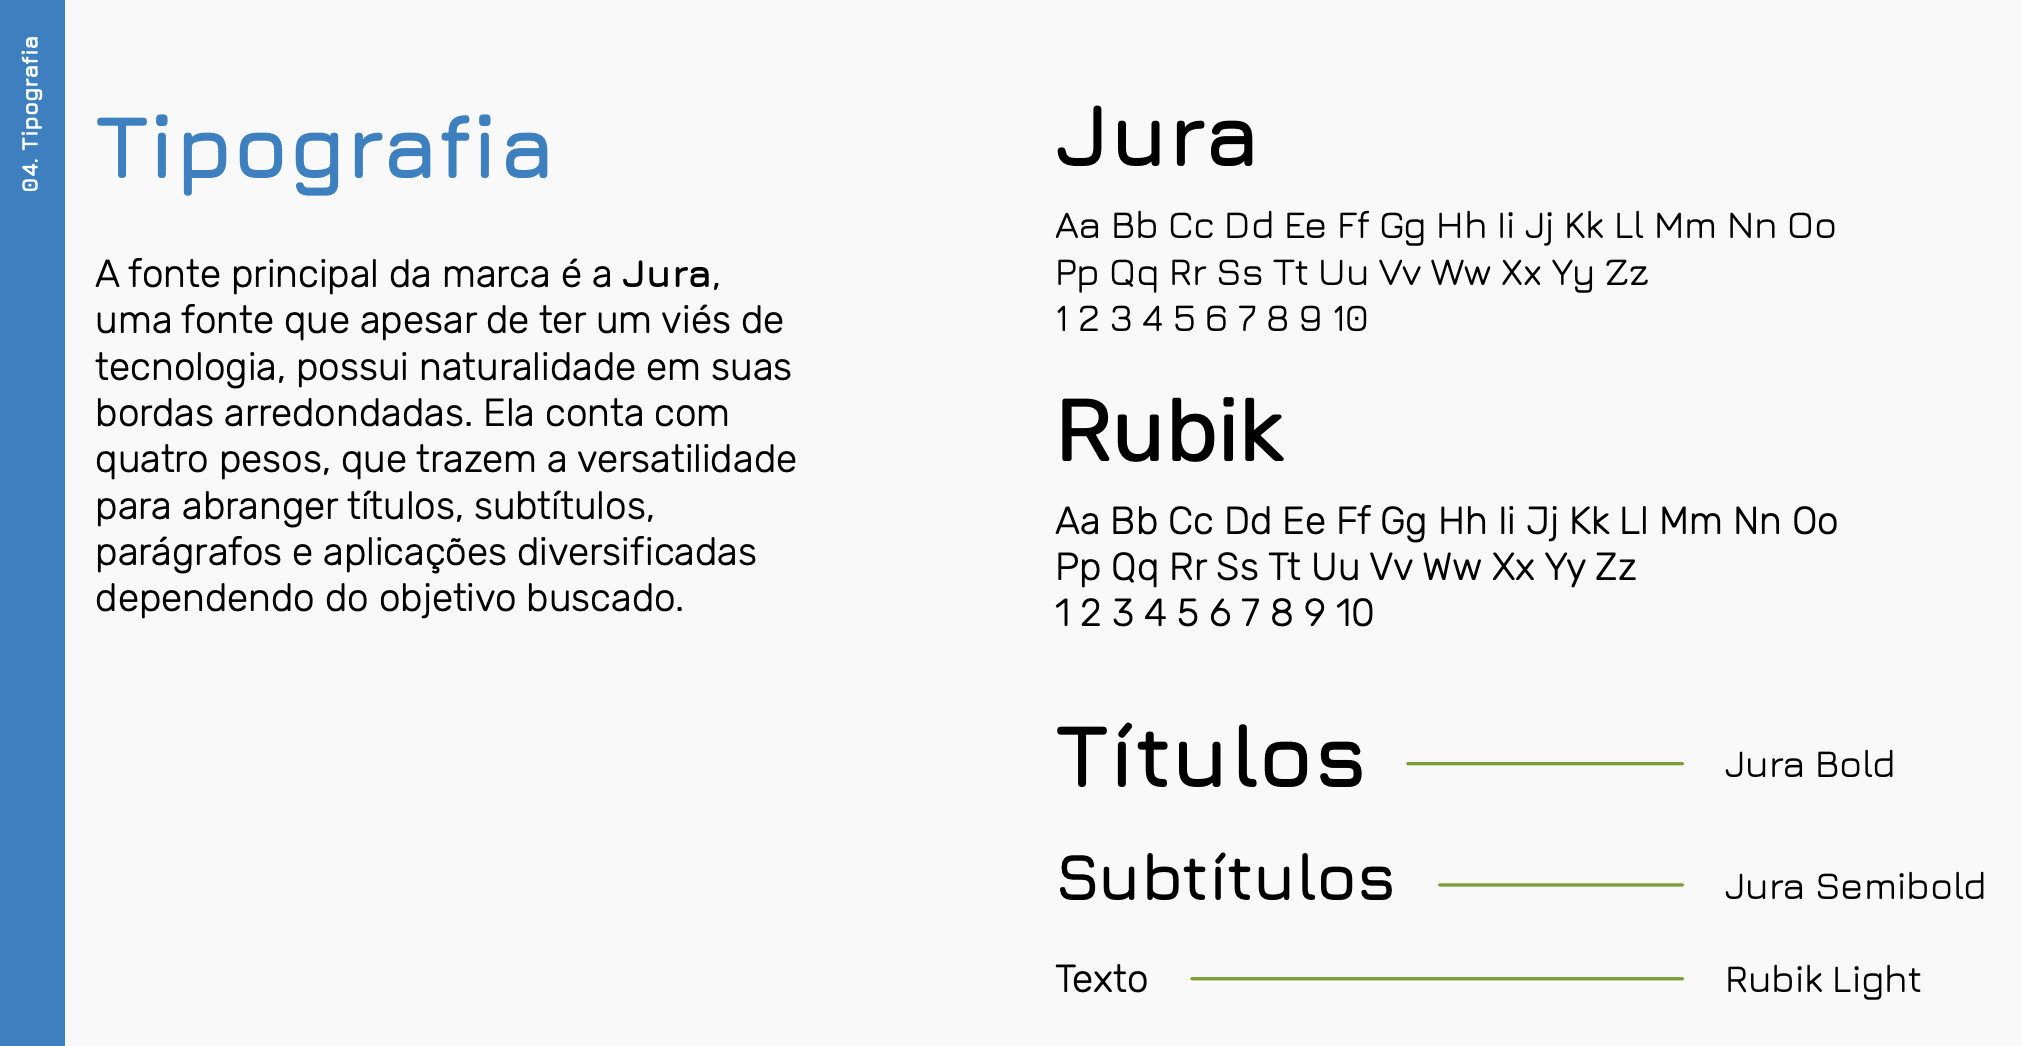 04. Tipografia
Tipografia
A fonte principal da marca é a Jura,
uma fonte que apesar de ter um viés de
tecnologia, possui naturalidade em suas
bordas arredondadas. Ela conta com
quatro pesos, que trazem a versatilidade
para abranger títulos, subtítulos,
parágrafos e aplicações diversificadas
dependendo do objetivo buscado.
Jura
Aa Bb Cc Dd Ee Ff Gg Hh Ii Jj Kk Ll Mm Nn Oo
Pp Qq Rr Ss Tt Uu Vv Ww Xx Yy Zz
1 2 3 4 5 6 7 8 9 10
Rubik
Aa Bb Cc Dd Ee Ff Gg Hh Ii Jj Kk Ll Mm Nn Oo
Pp Qq Rr Ss Tt Uu Vv Ww Xx Yy Zz
1 2 3 4 5 6 7 8 9 10
Títulos Jura Bold
Subtítulos Jura Semibold
Texto Rubik Light